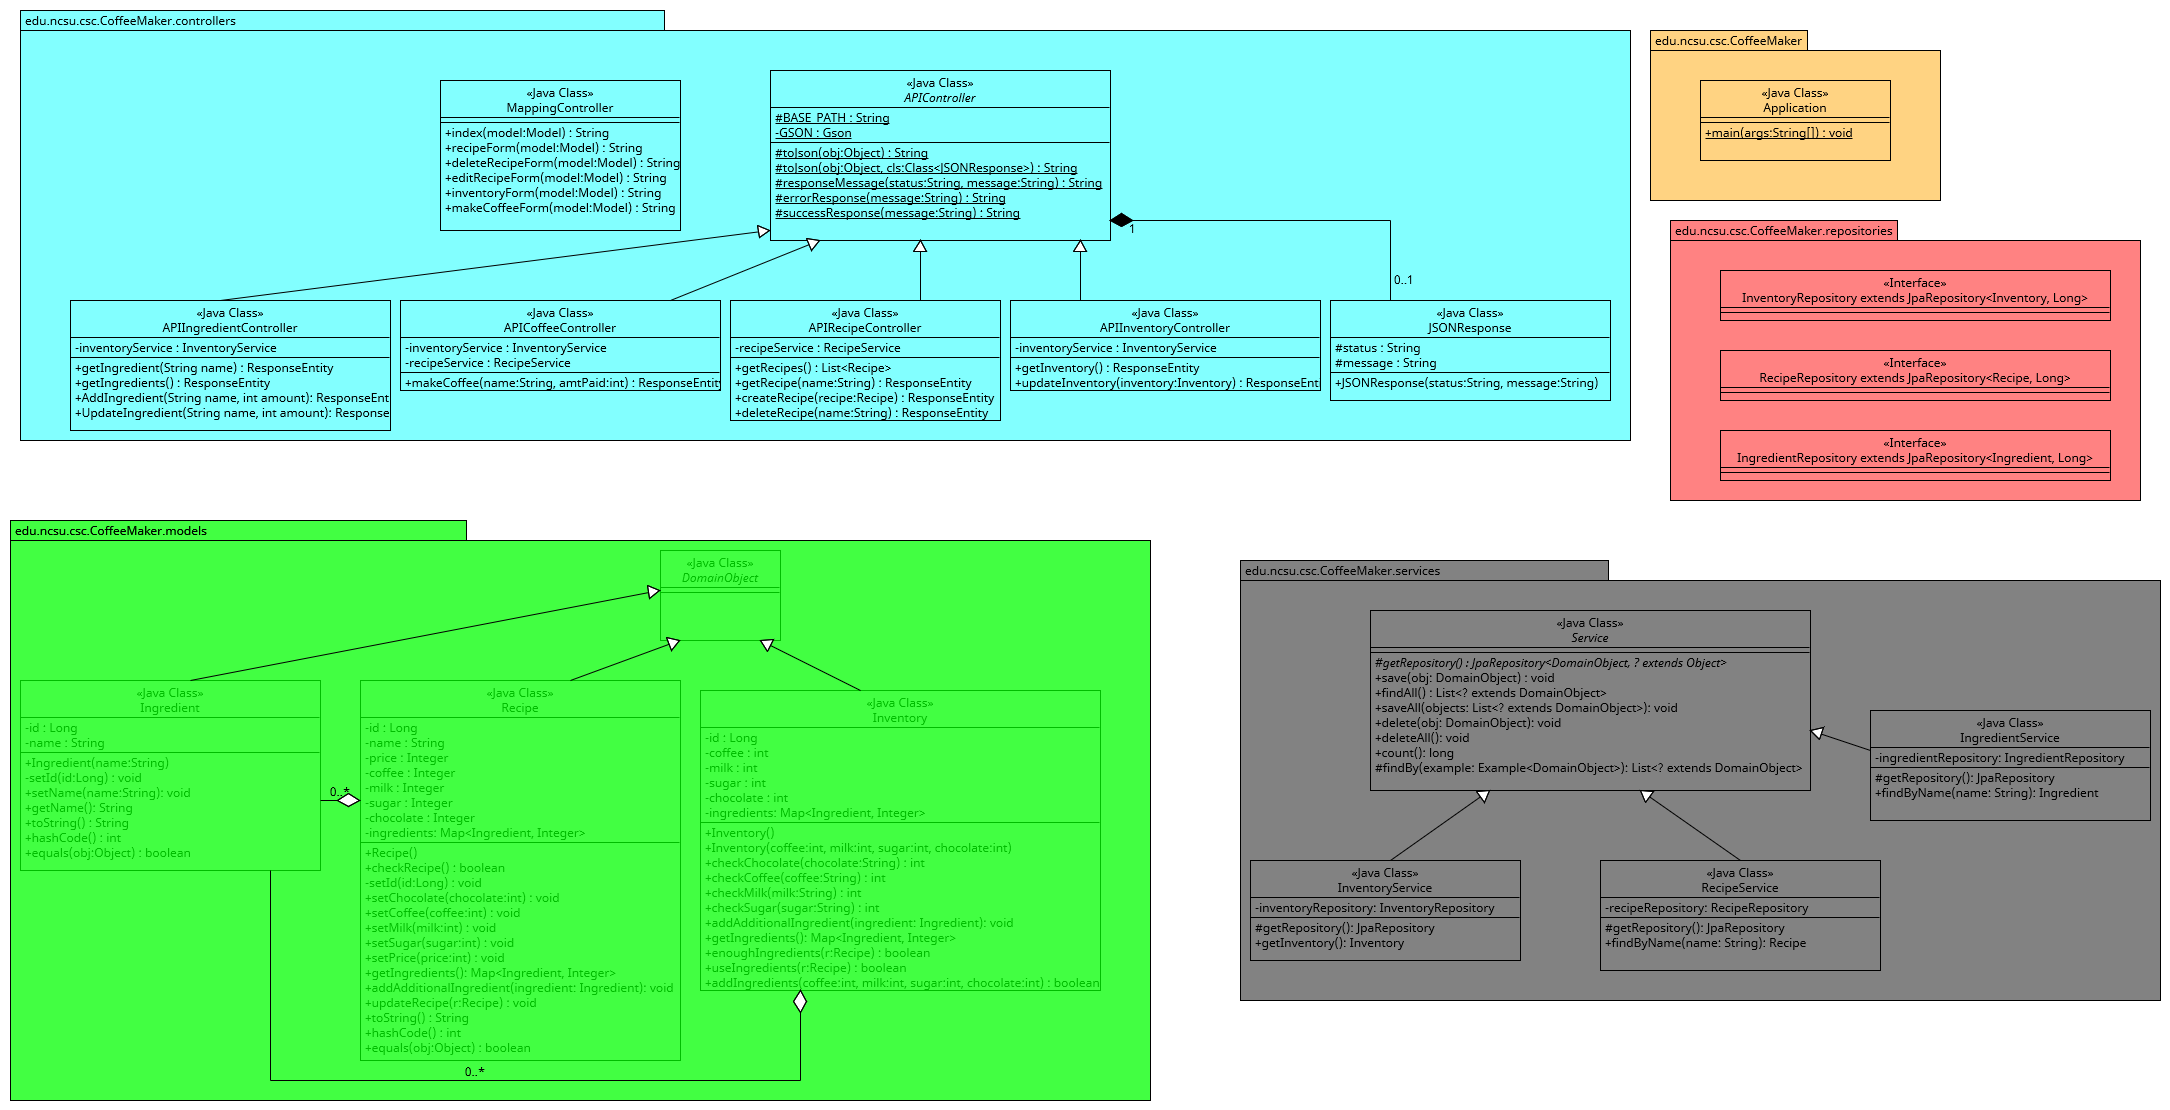 edu.ncsu.csc.CoffeeMaker.controllers
«Java Class»
MappingController
+index(model:Model) : String
+recipeForm(model:Model) : String
+deleteRecipeForm(model:Model) : String
+editRecipeForm(model:Model) : String
+inventoryForm(model:Model) : String
+makeCoffeeForm(model:Model) : String
«Java Class»
APIController
#BASE_PATH : String
-GSON : Gson
#toJson(obj:Object) : String
#toJson(obj:Object, cls:Class<JSONResponse>) : String
#responseMessage(status:String, message:String) : String
#errorResponse(message:String) : String
#successResponse(message:String) : String
1
0..1
«Java Class»
APIIngredientController
-inventoryService : InventoryService
+getIngredient(String name) : ResponseEntity
+getIngredients() : ResponseEntity
+AddIngredient(String name, int amount): ResponseEnt
+UpdateIngredient(String name, int amount): Response
«Java Class»
APICoffeeController
-inventoryService : InventoryService
-recipeService : RecipeService
+makeCoffee(name:String, amtPaid:int) : ResponseEntity
«Java Class»
APIRecipeController
-recipeService : RecipeService
+getRecipes() : List<Recipe>
+getRecipe(name:String) : ResponseEntity
+createRecipe(recipe:Recipe) : ResponseEntity
+deleteRecipe(name:String) : ResponseEntity
«Java Class»
APIInventoryController
-inventoryService : InventoryService
+getInventory() : ResponseEntity
+updateInventory(inventory:Inventory) : ResponseEnt
«Java Class»
JSONResponse
#status : String
#message : String
+JSONResponse(status:String, message:String)
edu.ncsu.csc.CoffeeMaker
«Java Class»
Application
+main(args:String[]) : void
edu.ncsu.csc.CoffeeMaker.repositories
«Interface»
InventoryRepository extends JpaRepository<Inventory, Long>
«Interface»
RecipeRepository extends JpaRepository<Recipe, Long>
«Interface»
IngredientRepository extends JpaRepository<Ingredient, Long>
edu.ncsu.csc.CoffeeMaker.models
«Java Class»
DomainObject
«Java Class»
Ingredient
-id : Long
-name : String
+Ingredient(name:String)
-setId(id:Long) : void
+setName(name:String): void
+getName(): String
+toString() : String
+hashCode() : int
+equals(obj:Object) : boolean
0..*
«Java Class»
Recipe
-id : Long
-name : String
-price : Integer
-coffee : Integer
-milk : Integer
-sugar : Integer
-chocolate : Integer
-ingredients: Map<Ingredient, Integer>
+Recipe()
+checkRecipe() : boolean
-setId(id:Long) : void
+setChocolate(chocolate:int) : void
+setCoffee(coffee:int) : void
+setMilk(milk:int) : void
+setSugar(sugar:int) : void
+setPrice(price:int) : void
+getIngredients(): Map<Ingredient, Integer>
+addAdditionalIngredient(ingredient: Ingredient): void
+updateRecipe(r:Recipe) : void
+toString() : String
+hashCode() : int
+equals(obj:Object) : boolean
«Java Class»
Inventory
-id : Long
-coffee : int
-milk : int
-sugar : int
-chocolate : int
-ingredients: Map<Ingredient, Integer>
+Inventory()
+Inventory(coffee:int, milk:int, sugar:int, chocolate:int)
+checkChocolate(chocolate:String) : int
+checkCoffee(coffee:String) : int
+checkMilk(milk:String) : int
+checkSugar(sugar:String) : int
+addAdditionalIngredient(ingredient: Ingredient): void
+getIngredients(): Map<Ingredient, Integer>
+enoughIngredients(r:Recipe) : boolean
+useIngredients(r:Recipe) : boolean
+addIngredients(coffee:int, milk:int, sugar:int, chocolate:int) : boolean
0..*
edu.ncsu.csc.CoffeeMaker.services
«Java Class»
Service
#getRepository() : JpaRepository<DomainObject, ? extends Object>
+save(obj: DomainObject) : void
+findAll() : List<? extends DomainObject>
+saveAll(objects: List<? extends DomainObject>): void
+delete(obj: DomainObject): void
+deleteAll(): void
+count(): long
#findBy(example: Example<DomainObject>): List<? extends DomainObject>
«Java Class»
IngredientService
-ingredientRepository: IngredientRepository
#getRepository(): JpaRepository
+findByName(name: String): Ingredient
«Java Class»
InventoryService
-inventoryRepository: InventoryRepository
#getRepository(): JpaRepository
+getInventory(): Inventory
«Java Class»
RecipeService
-recipeRepository: RecipeRepository
#getRepository(): JpaRepository
+findByName(name: String): Recipe